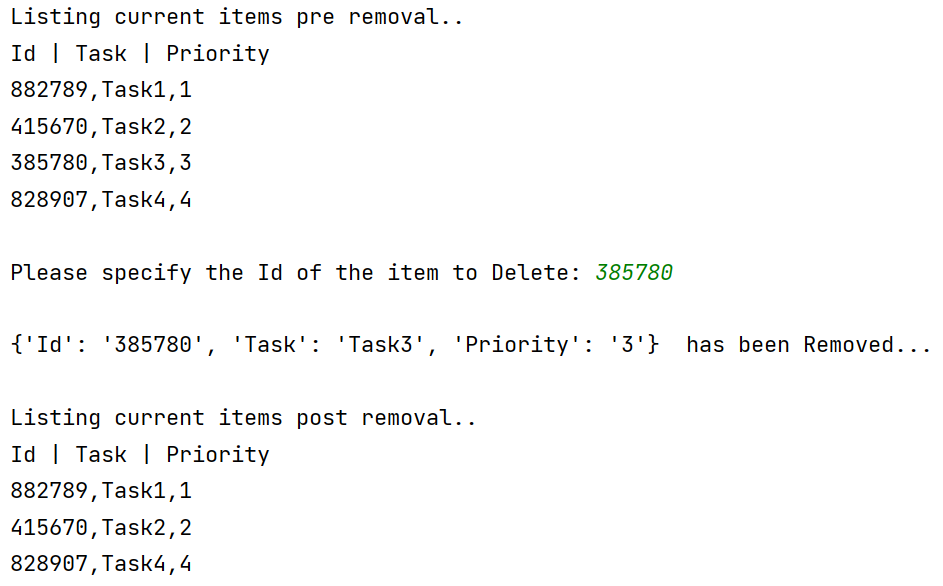 Listing current items pre removal..
Id | Task | Priority
882789,Task1,1
415670,Task2,2
385780,Task3,3
828907,Task4,4
Please specify the Id of the item to Delete: 385780
{'Id': '385780', 'Task': 'Task3', 'Priority': '3'}  has been Removed...
Listing current items post removal..
Id | Task | Priority
882789,Task1,1
415670,Task2,2
828907,Task4,4